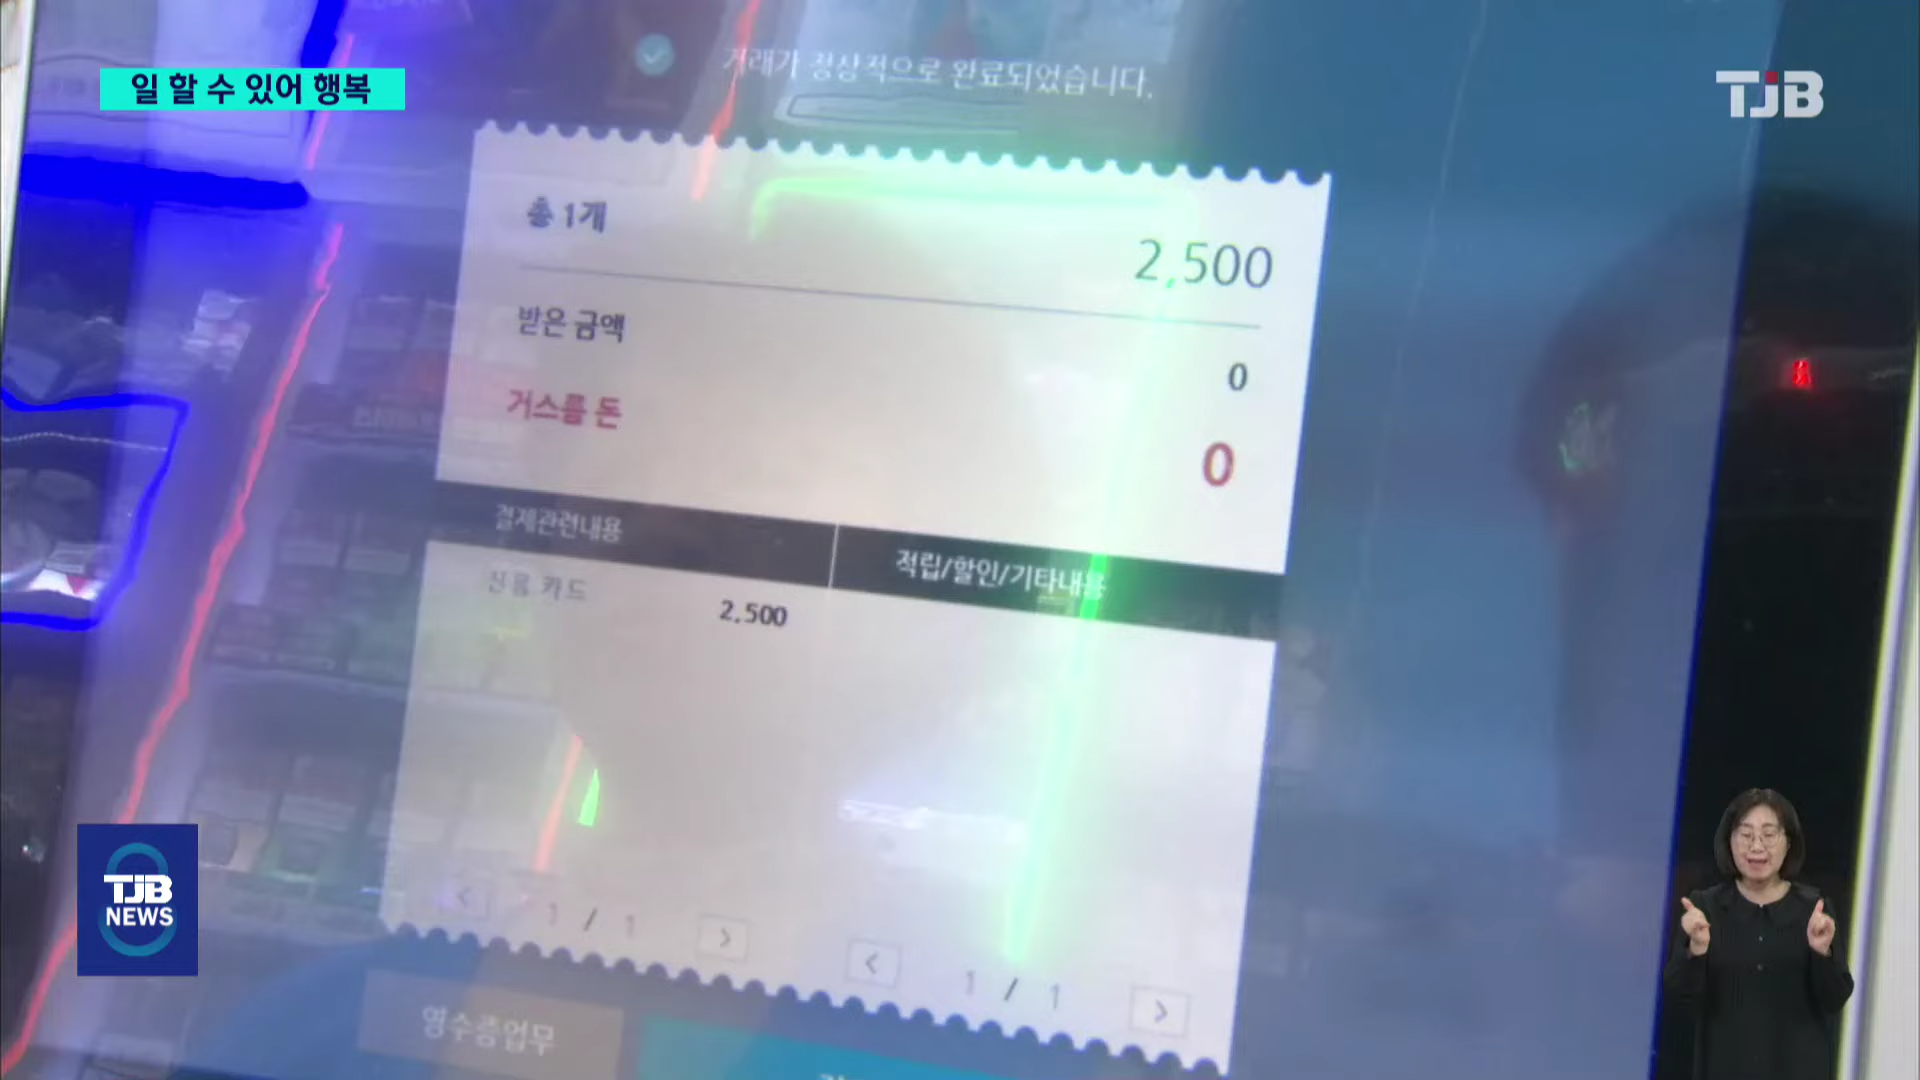 일 할 수 있어 행복
TJB
거래가 정상적으로 완료되었습니다.
총 1개
2,500
받은 금액
0
거스름 돈
0
결제관련내용
적립/할인/기타내용
신용 카드
2,500
< 1 / 1 >
< 1 / 1 >
영수증업무
TJB
NEWS